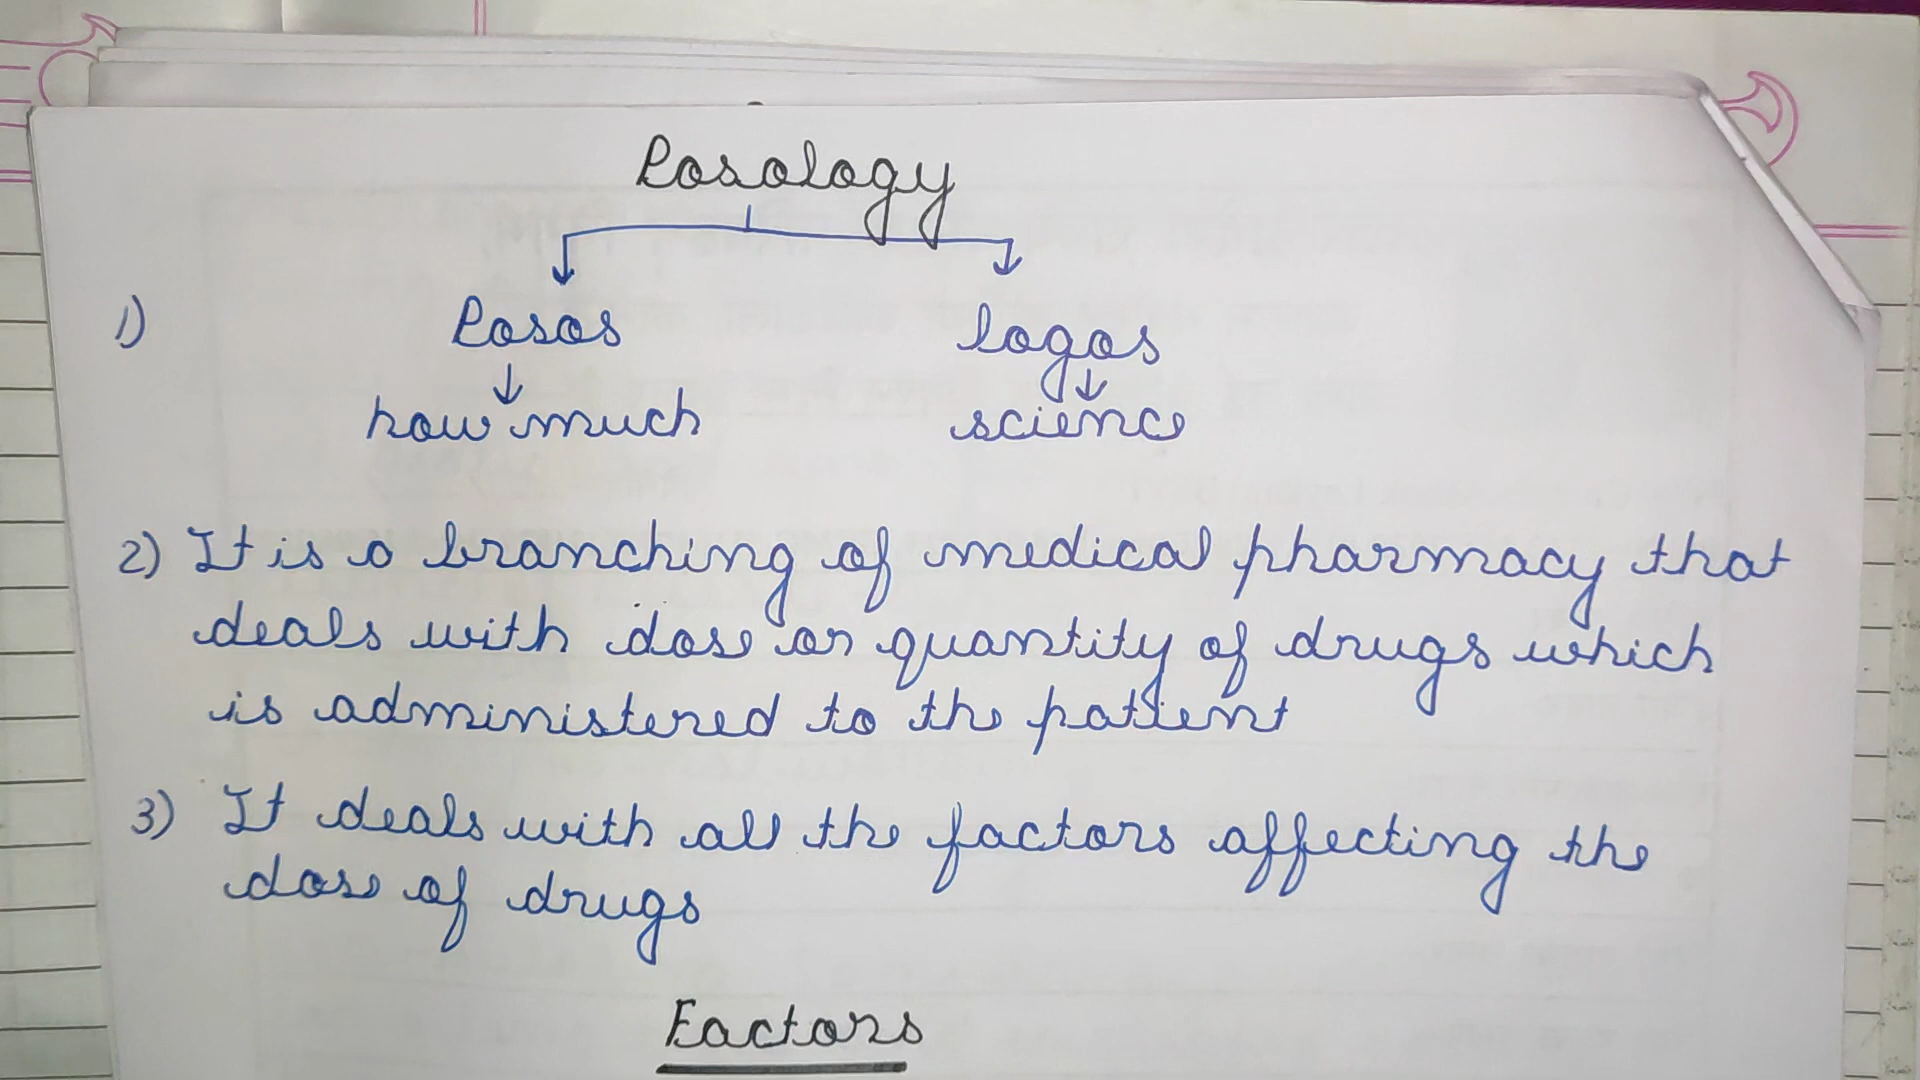 Posology
1) Posos logos
how much science
2) It is a branching of medical pharmacy that
deals with dose or quantity of drugs which
is administered to the patient
3) It deals with all the factors affecting the
dose of drugs
Factors